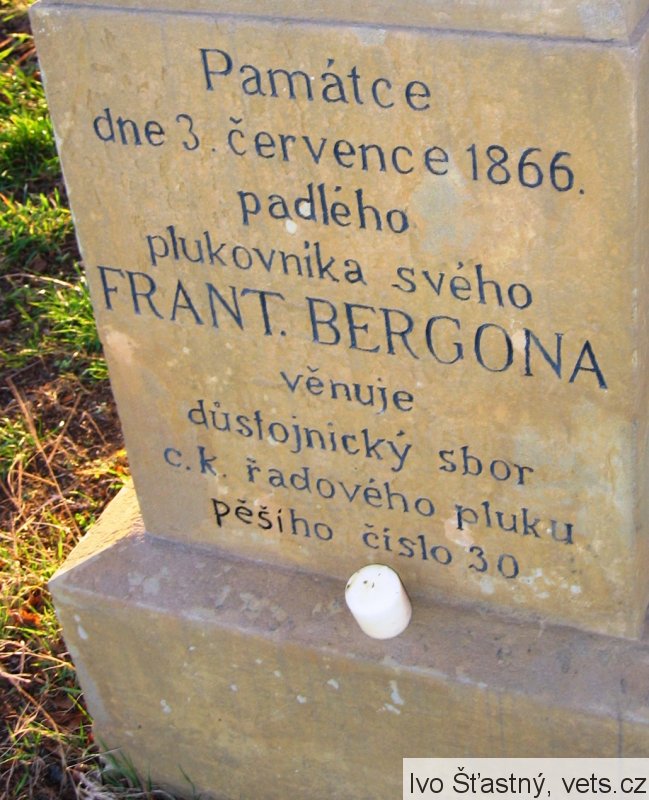 Památce
dne 3. července 1866.
padlého
plukovníka svého
FRANT. BERGONA
věnuje
důstojnický sbor
c.k. řadového pluku
pěšího číslo 30
Ivo Šťastný, vets.cz